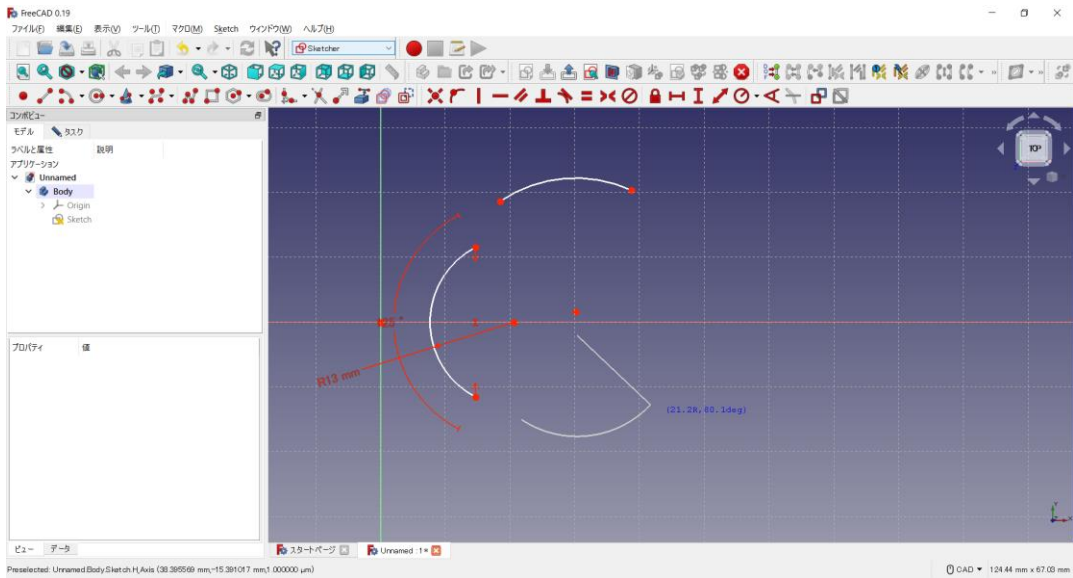 FreeCAD 0.19
ファイル(F) 編集(E) 表示(V) ツール(T) マクロ(M) Sketch ウィンドウ(W) ヘルプ(H)
Sketcher
コンボビュー
モデル タスク
ラベルと属性 説明
アプリケーション
Unnamed
Body
Origin
Sketch
TOP
R13 mm
(21.2R,80.1deg)
プロパティ 値
ビュー データ
スタートページ Unnamed : 1*
Preselected: Unnamed.Body.Sketch.H_Axis (38.395569 mm,-15.391017 mm,1.000000 μm)
CAD 124.44 mm x 67.03 mm